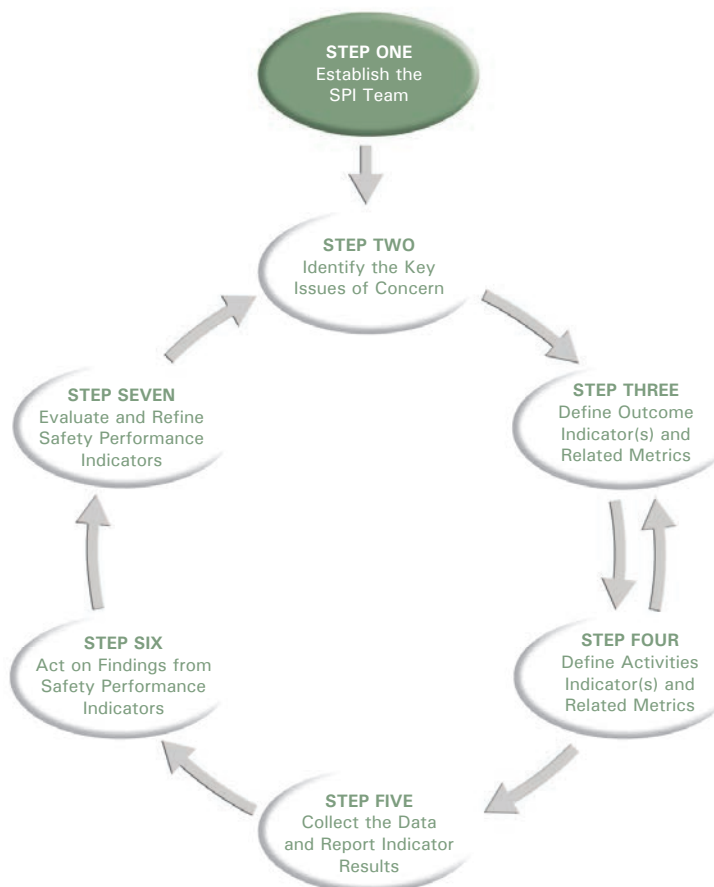 STEP ONE
Establish the
SPI Team
STEP TWO
Identify the Key
Issues of Concern
STEP THREE
Define Outcome
Indicator(s) and
Related Metrics
STEP FOUR
Define Activities
Indicator(s) and
Related Metrics
STEP FIVE
Collect the Data
and Report Indicator
Results
STEP SIX
Act on Findings from
Safety Performance
Indicators
STEP SEVEN
Evaluate and Refine
Safety Performance
Indicators